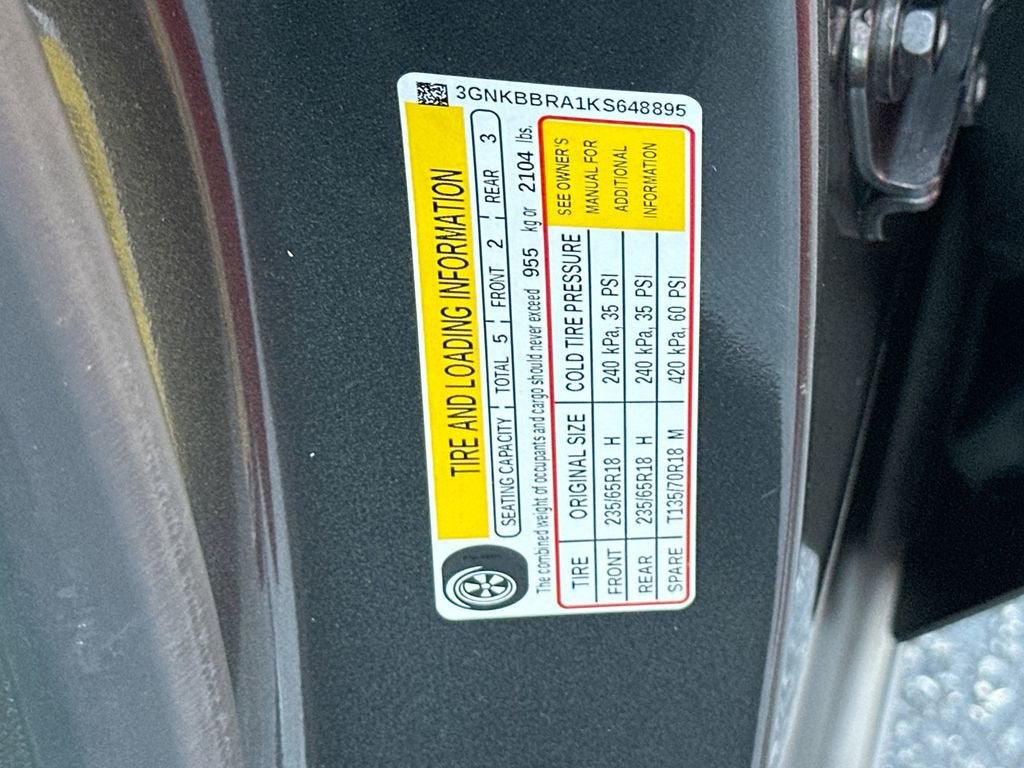 3GNKBBRA1KS648895
TIRE AND LOADING INFORMATION
SEATING CAPACITY TOTAL 5 FRONT 2 REAR 3
The combined weight of occupants and cargo should never exceed 955 kg or 2104 lbs.
TIRE ORIGINAL SIZE COLD TIRE PRESSURE
FRONT 235/65R18 H 240 kPa, 35 PSI
REAR 235/65R18 H 240 kPa, 35 PSI
SPARE T135/70R18 M 420 kPa, 60 PSI
SEE OWNER'S
MANUAL FOR
ADDITIONAL
INFORMATION